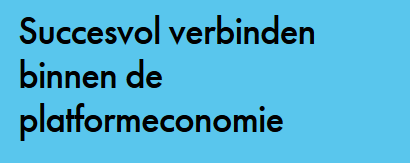 Succesvol verbinden
binnen de
platformeconomie